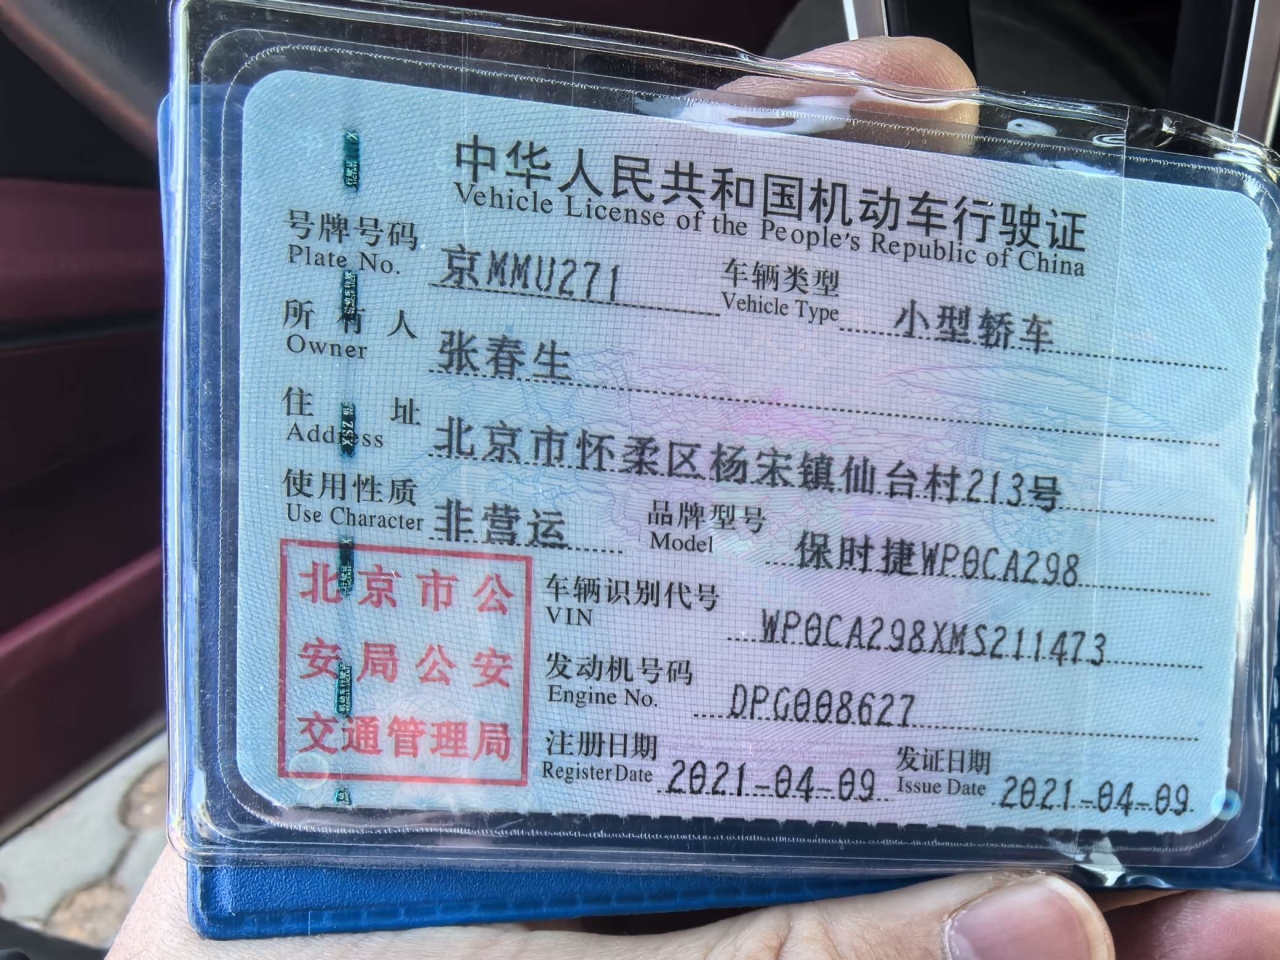 中华人民共和国机动车行驶证
Vehicle License of the People's Republic of China
号牌号码 京MMU271 车辆类型 小型轿车
Plate No. Vehicle Type
所有人 张春生
Owner
住址 北京市怀柔区杨宋镇仙台村213号
Address
使用性质 非营运 品牌型号 保时捷WP0CA298
Use Character Model
北京市公
安局公安
交通管理局
车辆识别代号 WP0CA298XMS211473
VIN
发动机号码 DPG008627
Engine No.
注册日期 2021-04-09 发证日期 2021-04-09
Register Date Issue Date